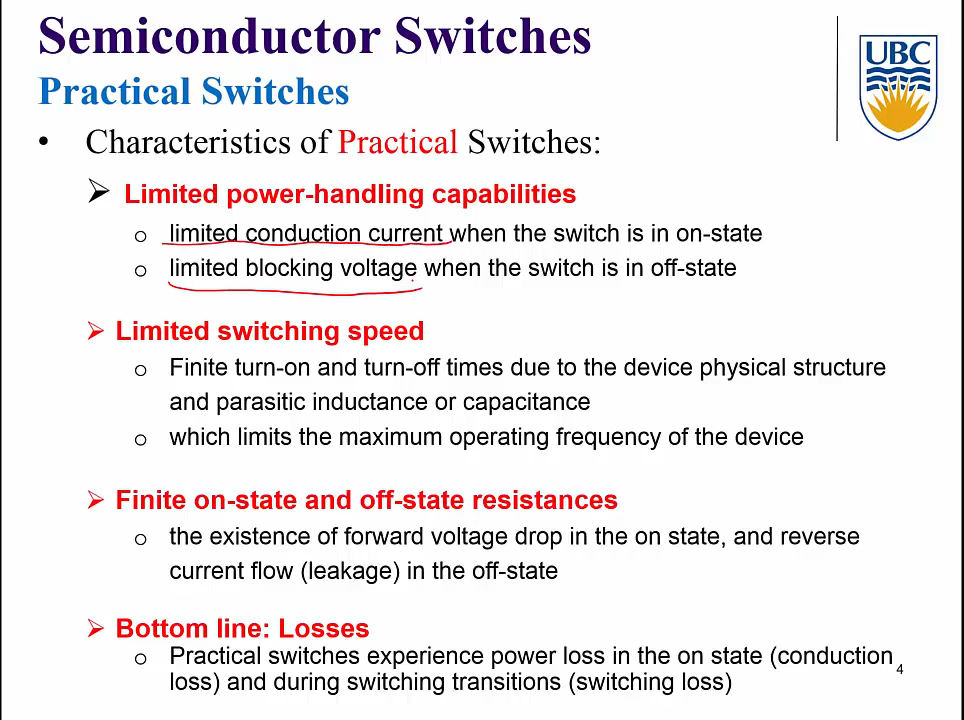 Semiconductor Switches
Practical Switches
UBC
• Characteristics of Practical Switches:
➢ Limited power-handling capabilities
o limited conduction current when the switch is in on-state
o limited blocking voltage when the switch is in off-state
➢ Limited switching speed
o Finite turn-on and turn-off times due to the device physical structure
and parasitic inductance or capacitance
o which limits the maximum operating frequency of the device
➢ Finite on-state and off-state resistances
o the existence of forward voltage drop in the on state, and reverse
current flow (leakage) in the off-state
➢ Bottom line: Losses
o Practical switches experience power loss in the on state (conduction
loss) and during switching transitions (switching loss)
4